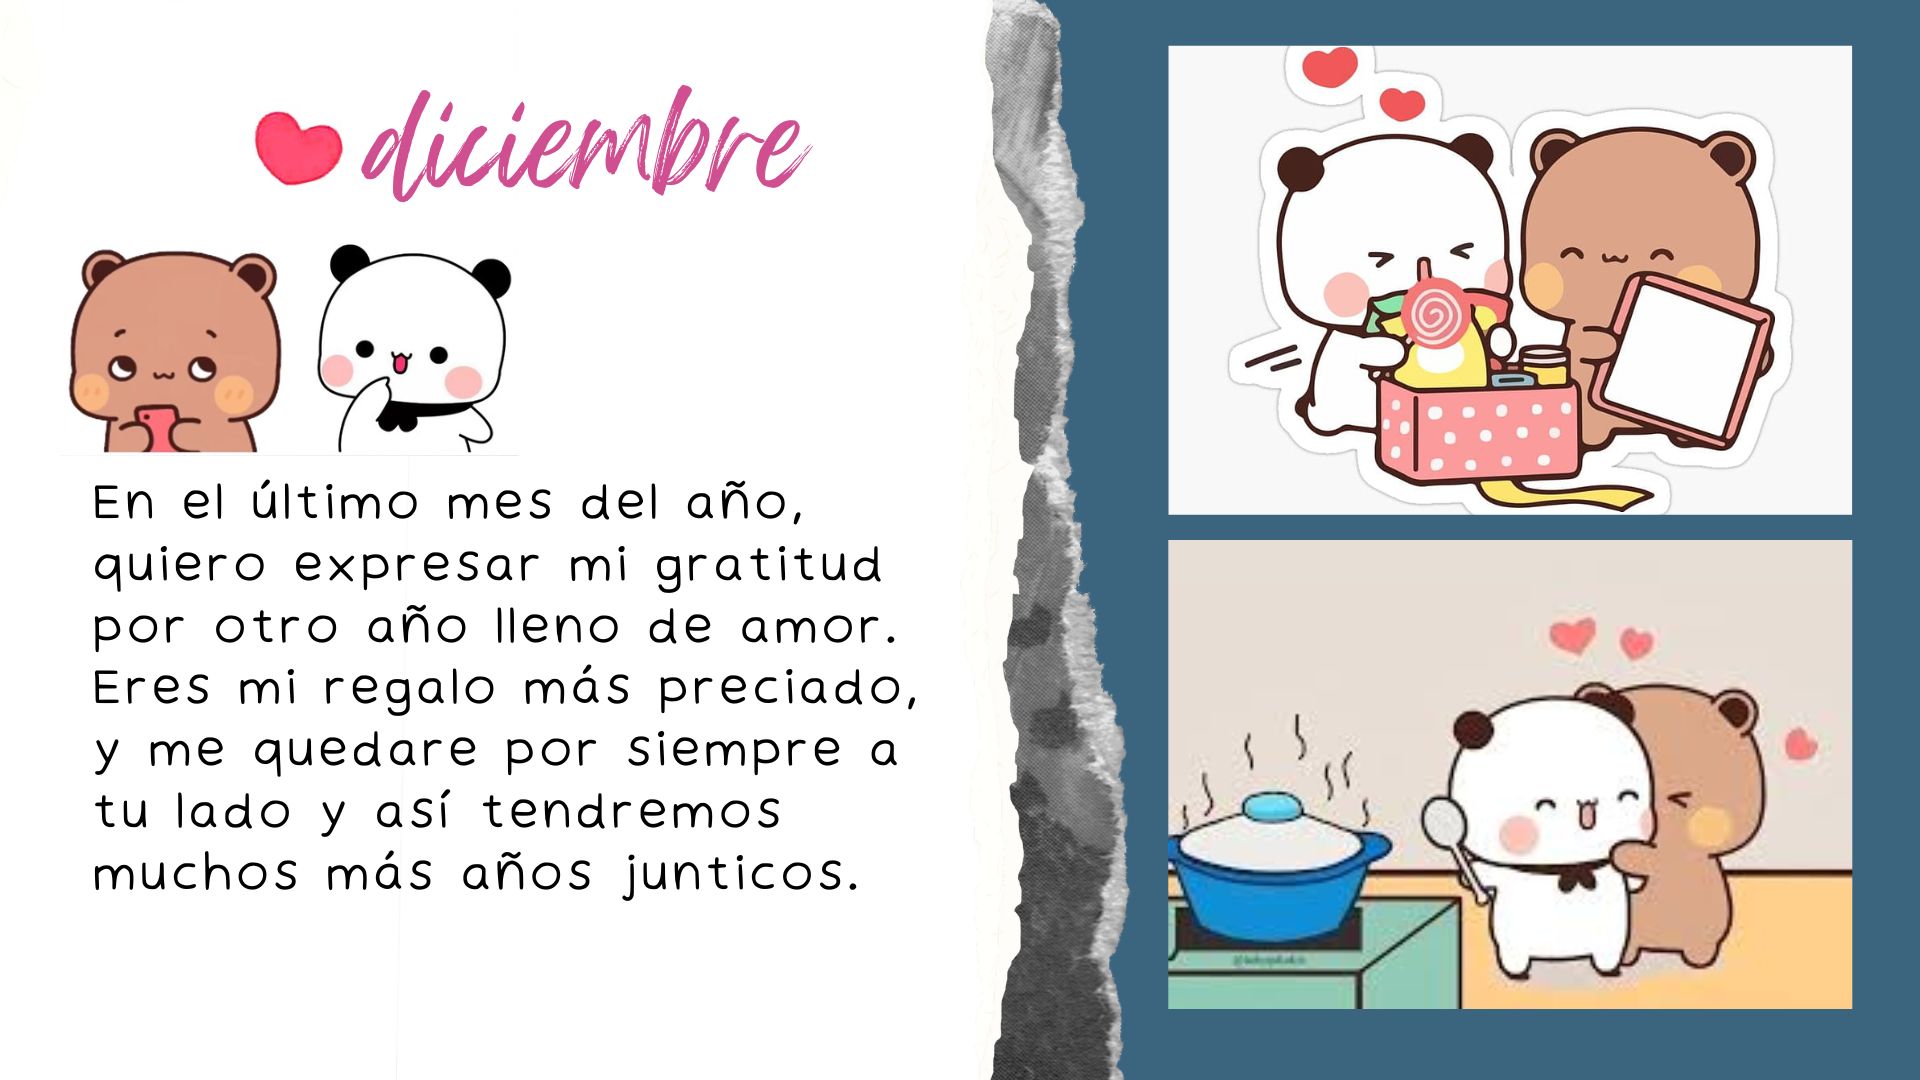 diciembre
En el último mes del año,
quiero expresar mi gratitud
por otro año lleno de amor.
Eres mi regalo más preciado,
y me quedare por siempre a
tu lado y así tendremos
muchos más años junticos.